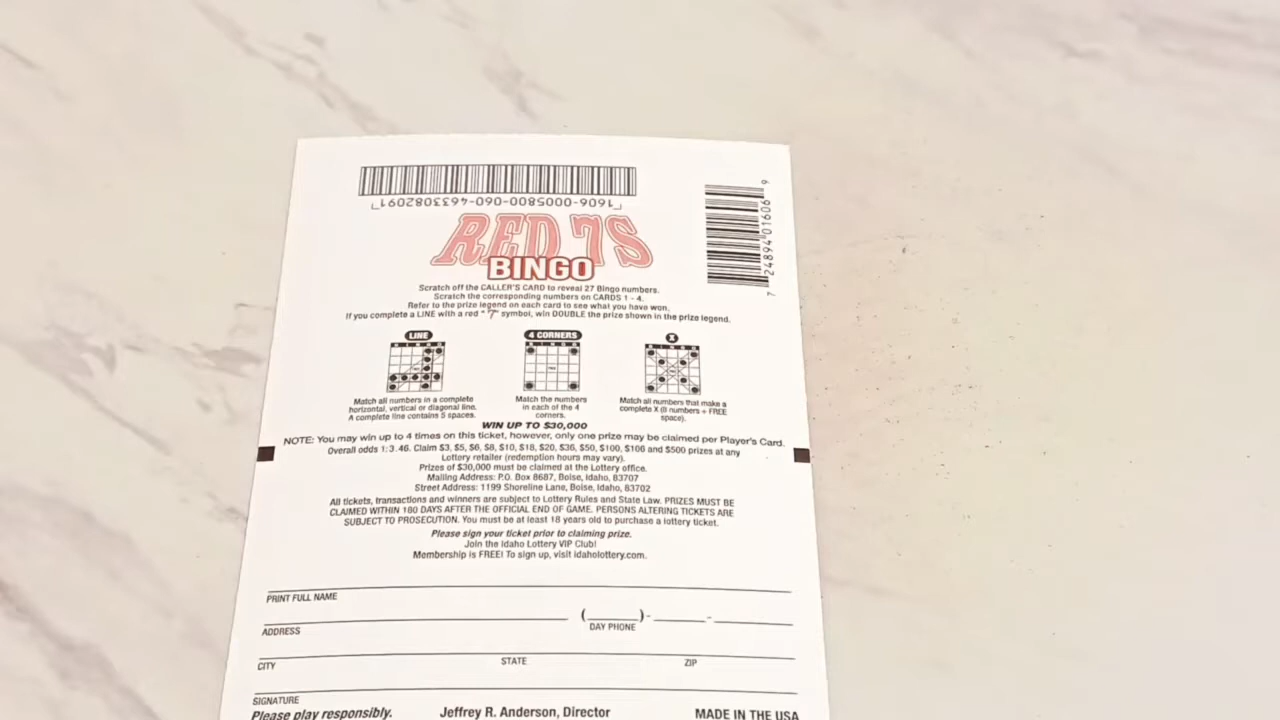 1606-0005800-060-4633082091
RED 7S
BINGO
7 24894 01606 9
Scratch off the CALLER'S CARD to reveal 27 Bingo numbers.
Scratch the corresponding numbers on CARDS 1 - 4.
Refer to the prize legend on each card to see what you have won.
If you complete a LINE with a red "7" symbol, win DOUBLE the prize shown in the prize legend.
LINE
4 CORNERS
X
BINGO
BINGO
BINGO
FREE
Match all numbers in a complete
horizontal, vertical or diagonal line.
A complete line contains 5 spaces.
Match the numbers
in each of the 4
corners.
Match all numbers that make a
complete X (8 numbers + FREE
space).
WIN UP TO $30,000
NOTE: You may win up to 4 times on this ticket, however, only one prize may be claimed per Player's Card.
Overall odds 1:3.46. Claim $3, $5, $6, $8, $10, $18, $20, $36, $50, $100, $106 and $500 prizes at any
Lottery retailer (redemption hours may vary).
Prizes of $30,000 must be claimed at the Lottery office.
Mailing Address: P.O. Box 8687, Boise, Idaho, 83707
Street Address: 1199 Shoreline Lane, Boise, Idaho, 83702
All tickets, transactions and winners are subject to Lottery Rules and State Law. PRIZES MUST BE
CLAIMED WITHIN 180 DAYS AFTER THE OFFICIAL END OF GAME. PERSONS ALTERING TICKETS ARE
SUBJECT TO PROSECUTION. You must be at least 18 years old to purchase a lottery ticket.
Please sign your ticket prior to claiming prize.
Join the Idaho Lottery VIP Club!
Membership is FREE! To sign up, visit idaholottery.com.
PRINT FULL NAME
ADDRESS
(______)-______-______
DAY PHONE
CITY STATE ZIP
SIGNATURE
Please play responsibly. Jeffrey R. Anderson, Director MADE IN THE USA